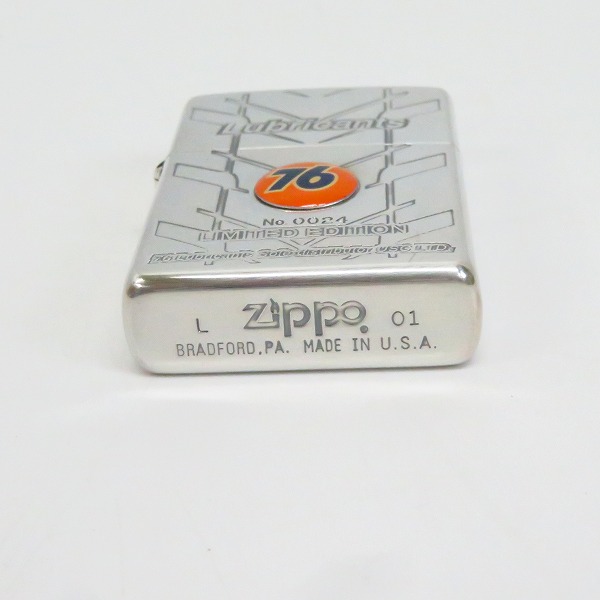 Lubricants
76
No. 0024
LIMITED EDITION
L zippo 01
BRADFORD, PA. MADE IN U.S.A.